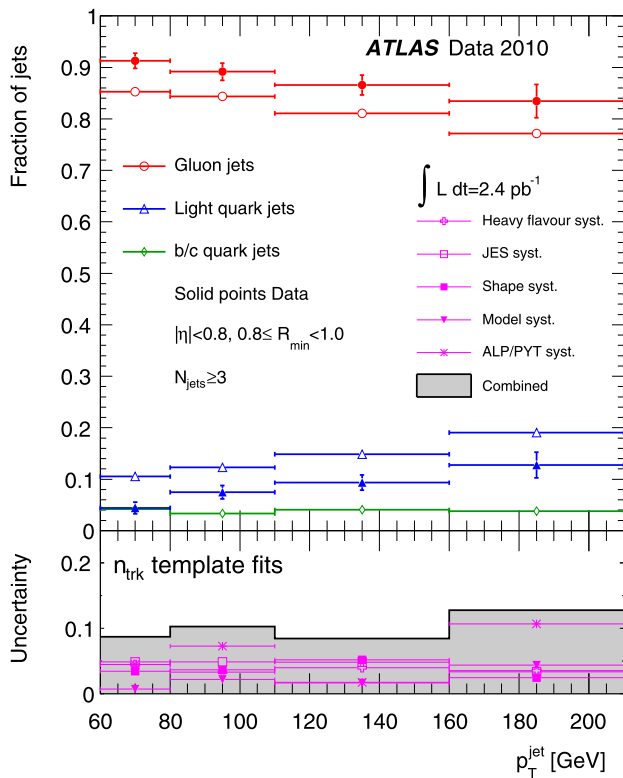 ATLAS Data 2010
Fraction of jets
0.9
0.8
0.7
0.6
0.5
0.4
0.3
0.2
0.1
0
Gluon jets
Light quark jets
b/c quark jets
Solid points Data
|η|<0.8, 0.8≤ R_min<1.0
N_jets≥3
∫ L dt=2.4 pb⁻¹
Heavy flavour syst.
JES syst.
Shape syst.
Model syst.
ALP/PYT syst.
Combined
n_trk template fits
Uncertainty
0.2
0.1
0
60 80 100 120 140 160 180 200
p_T^jet [GeV]